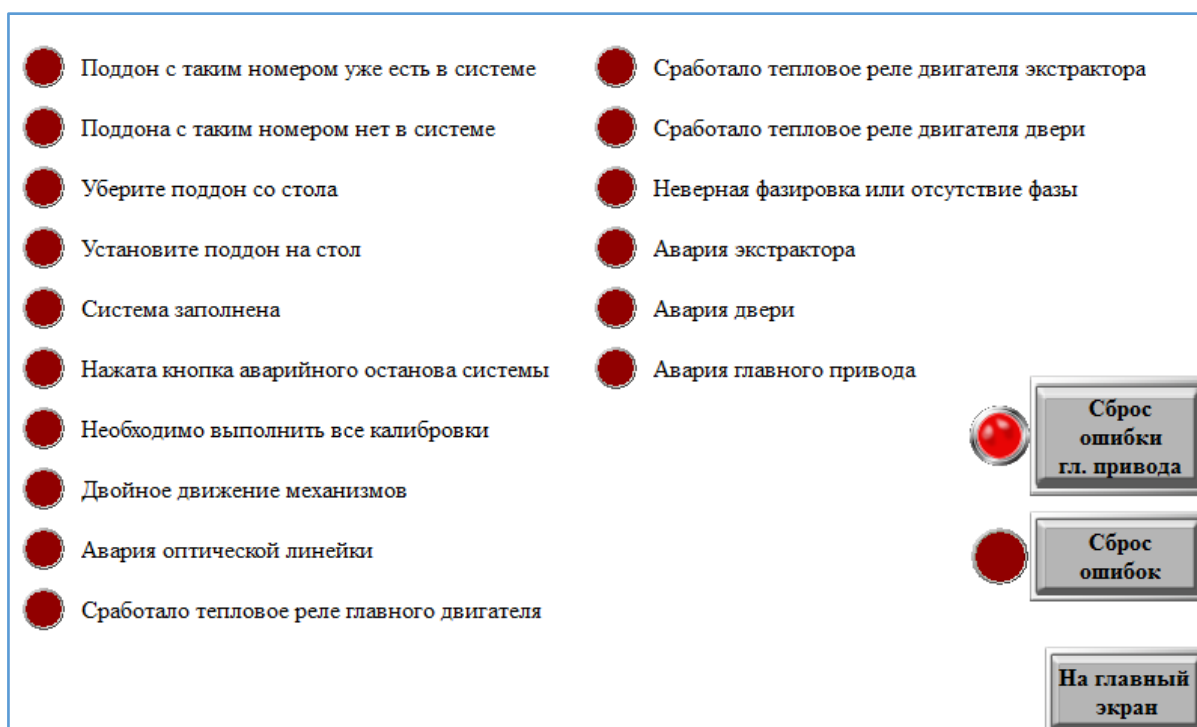 Поддон с таким номером уже есть в системе
Поддона с таким номером нет в системе
Уберите поддон со стола
Установите поддон на стол
Система заполнена
Нажата кнопка аварийного останова системы
Необходимо выполнить все калибровки
Двойное движение механизмов
Авария оптической линейки
Сработало тепловое реле главного двигателя
Сработало тепловое реле двигателя экстрактора
Сработало тепловое реле двигателя двери
Неверная фазировка или отсутствие фазы
Авария экстрактора
Авария двери
Авария главного привода
Сброс
ошибки
гл. привода
Сброс
ошибок
На главный
экран